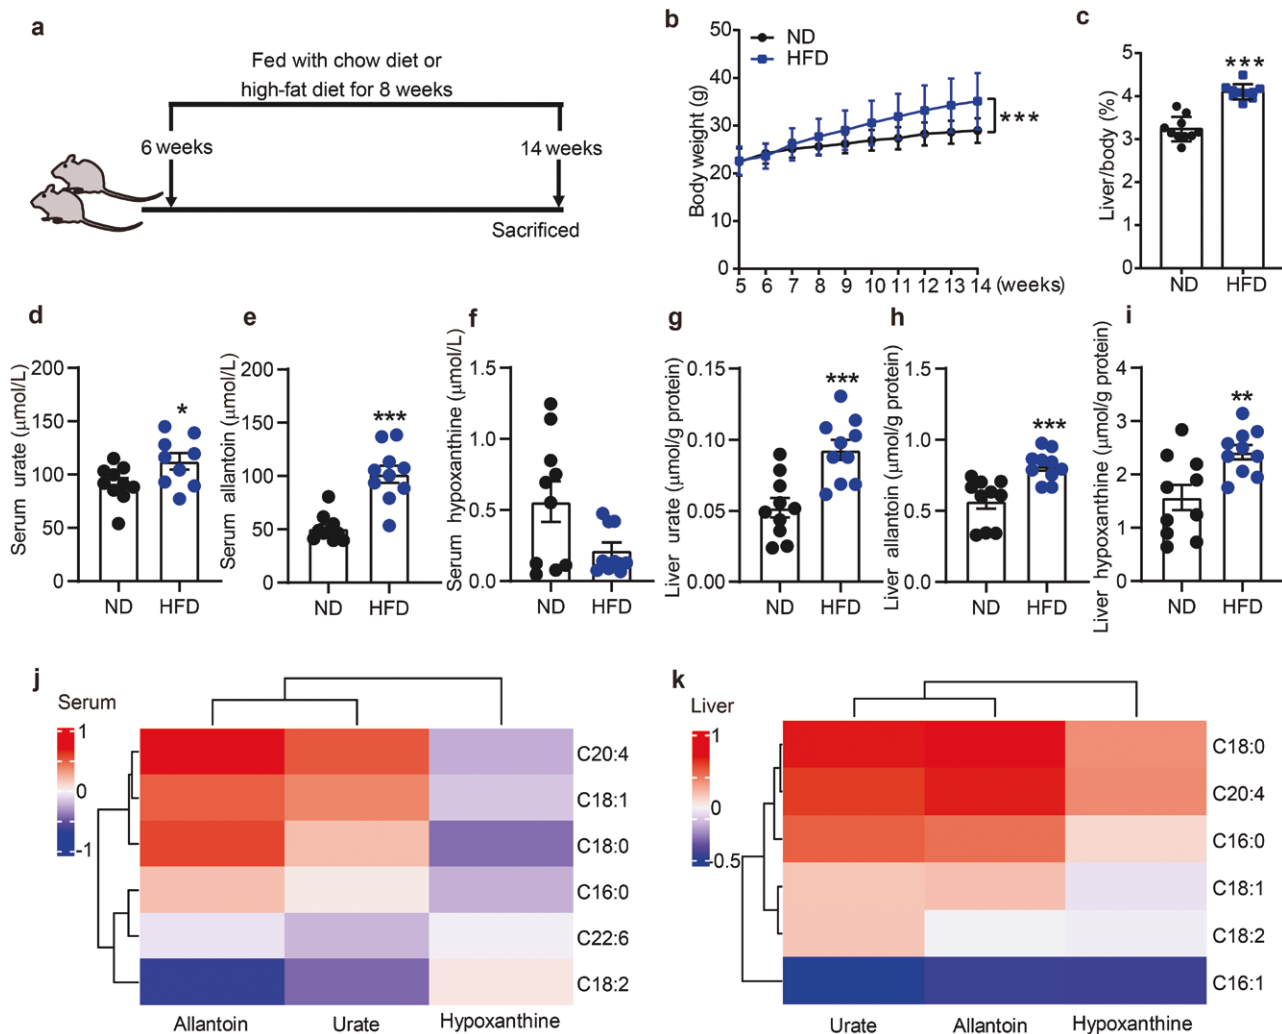 a
Fed with chow diet or
high-fat diet for 8 weeks
6 weeks
14 weeks
Sacrificed
b
ND
HFD
Body weight (g)
50
40
30
20
10
0
***
5 6 7 8 9 10 11 12 13 14 (weeks)
c
Liver/body (%)
5
4
3
2
1
0
***
ND HFD
d
Serum urate (μmol/L)
200
150
100
50
0
*
ND HFD
e
Serum allantoin (μmol/L)
200
150
100
50
0
***
ND HFD
f
Serum hypoxanthine (μmol/L)
1.5
1.0
0.5
0.0
ND HFD
g
Liver urate (μmol/g protein)
0.15
0.10
0.05
0.00
***
ND HFD
h
Liver allantoin (μmol/g protein)
1.5
1.0
0.5
0.0
***
ND HFD
i
Liver hypoxanthine (μmol/g protein)
4
3
2
1
0
**
ND HFD
j
Serum
1
0
-1
C20:4
C18:1
C18:0
C16:0
C22:6
C18:2
Allantoin Urate Hypoxanthine
k
Liver
1
0
-0.5
C18:0
C20:4
C16:0
C18:1
C18:2
C16:1
Urate Allantoin Hypoxanthine